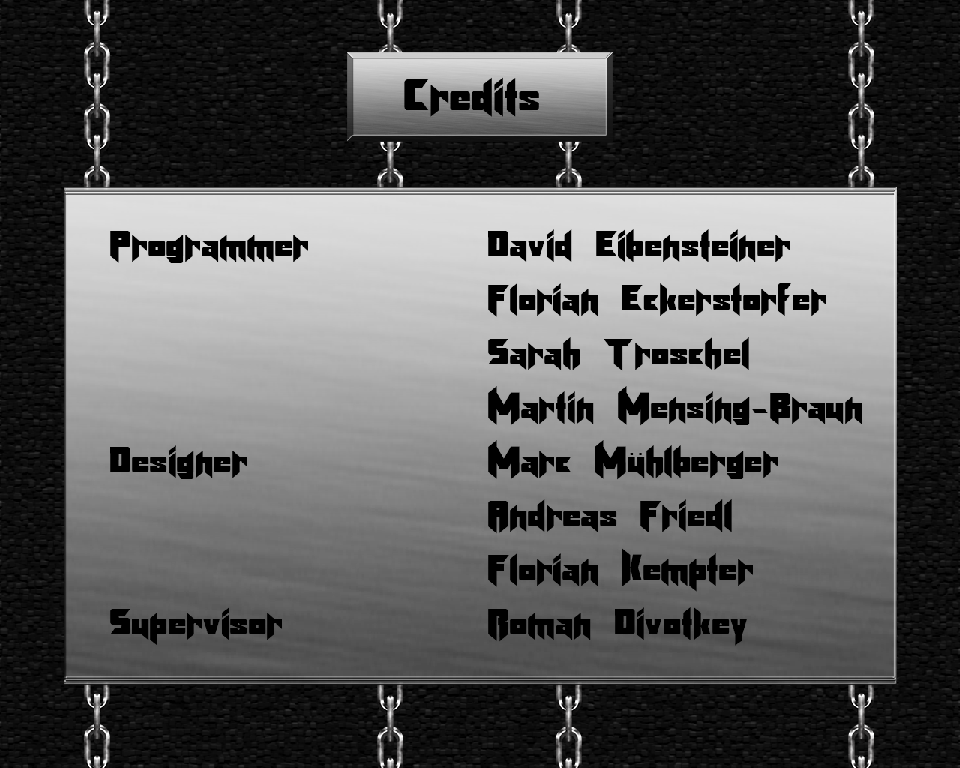 Credits
Programmer David Eibensteiner
Florian Eckerstorfer
Sarah Troschel
Martin Mensing-Braun
Designer Marc Mühlberger
Andreas Friedl
Florian Kempter
Supervisor Roman Divotkey